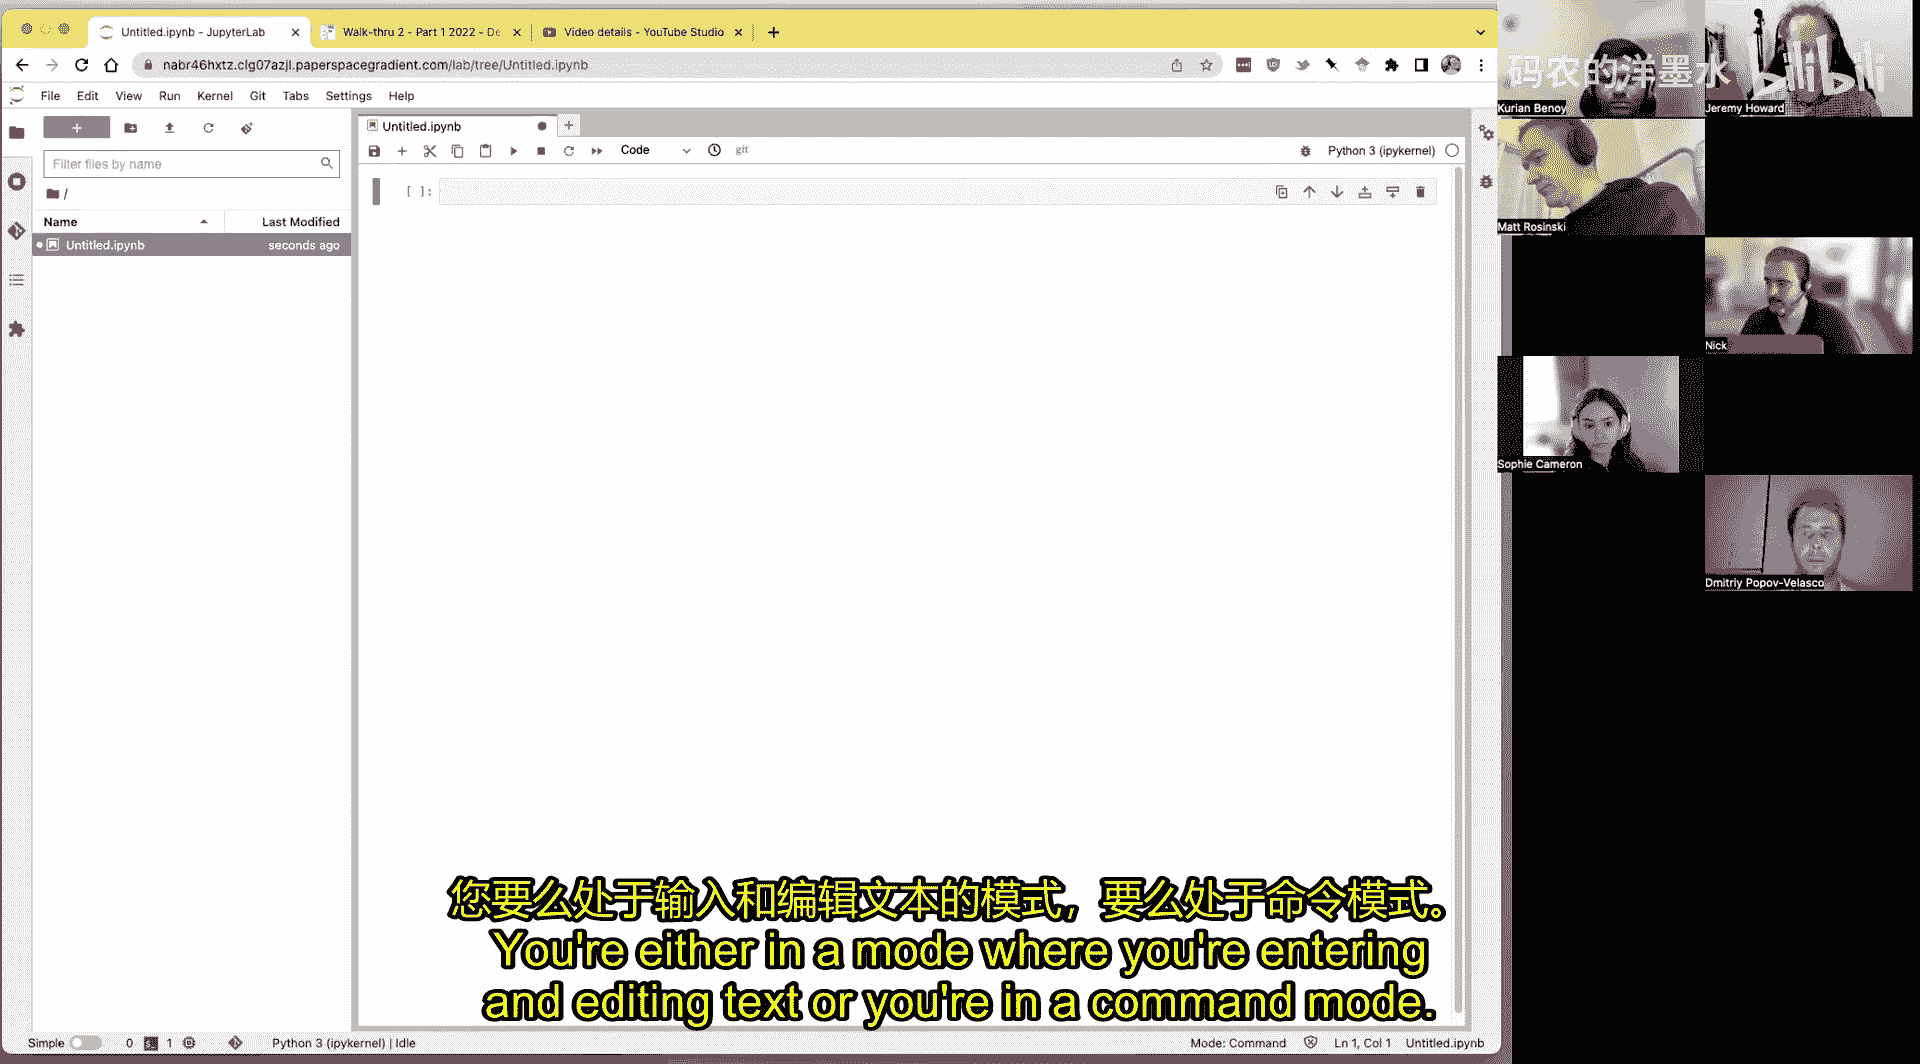 Untitled.ipynb - JupyterLab
Walk-thru 2 - Part 1 2022 - De
Video details - YouTube Studio
nabr46hxtz.clg07azjl.paperspacegradient.com/lab/tree/Untitled.ipynb
File Edit View Run Kernel Git Tabs Settings Help
Untitled.ipynb
Code
git
Python 3 (ipykernel)
Filter files by name
/
Name
Last Modified
Untitled.ipynb
seconds ago
[ ]:
码农的洋墨水
bilibili
Kurian Benoy
Jeremy Howard
Matt Rosinski
Nick
Sophie Cameron
Dmitriy Popov-Velasco
您要么处于输入和编辑文本的模式，要么处于命令模式。
You're either in a mode where you're entering
and editing text or you're in a command mode.
Simple
0
1
Python 3 (ipykernel) | Idle
Mode: Command
Ln 1, Col 1
Untitled.ipynb